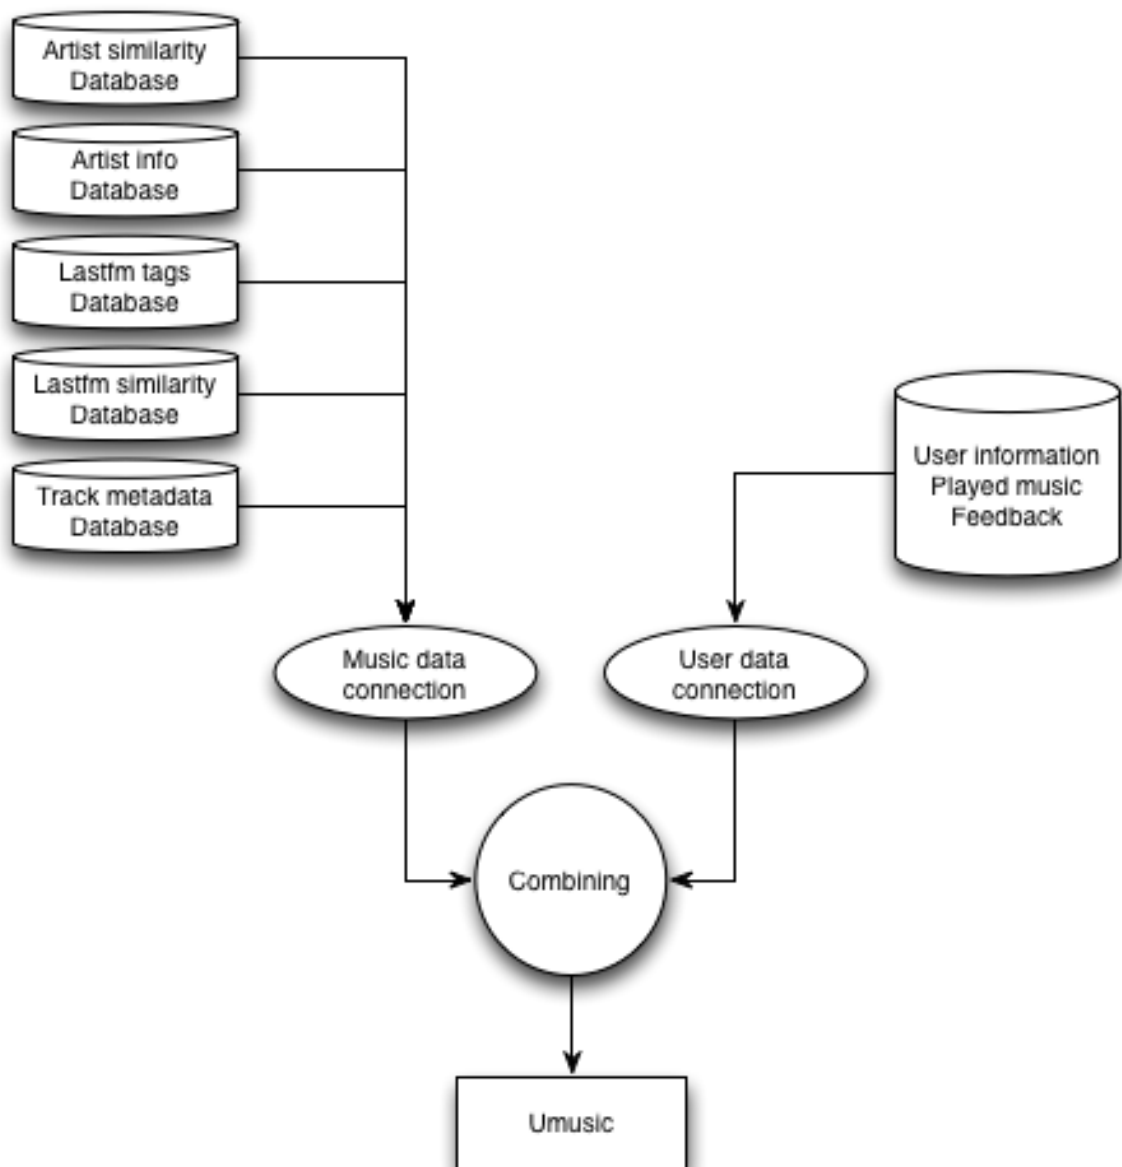 Artist similarity
Database
Artist info
Database
Lastfm tags
Database
Lastfm similarity
Database
Track metadata
Database
User information
Played music
Feedback
Music data
connection
User data
connection
Combining
Umusic